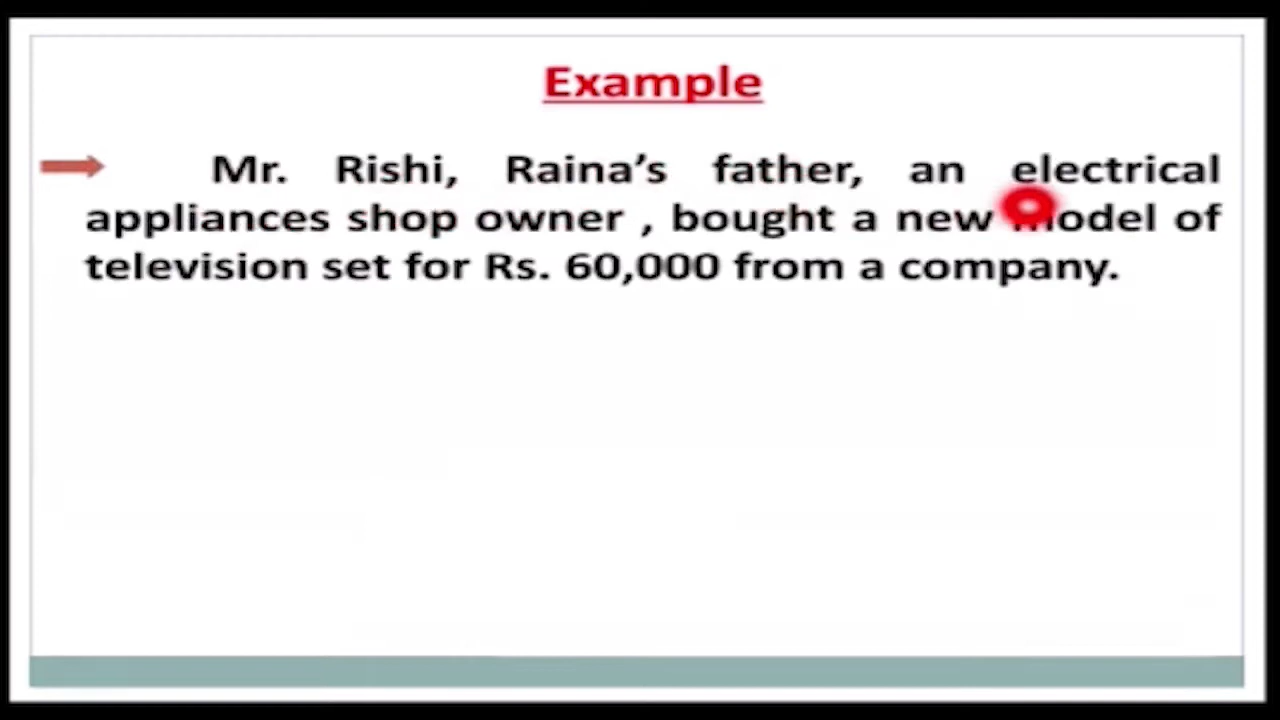 Example
Mr. Rishi, Raina's father, an electrical
appliances shop owner , bought a new model of
television set for Rs. 60,000 from a company.